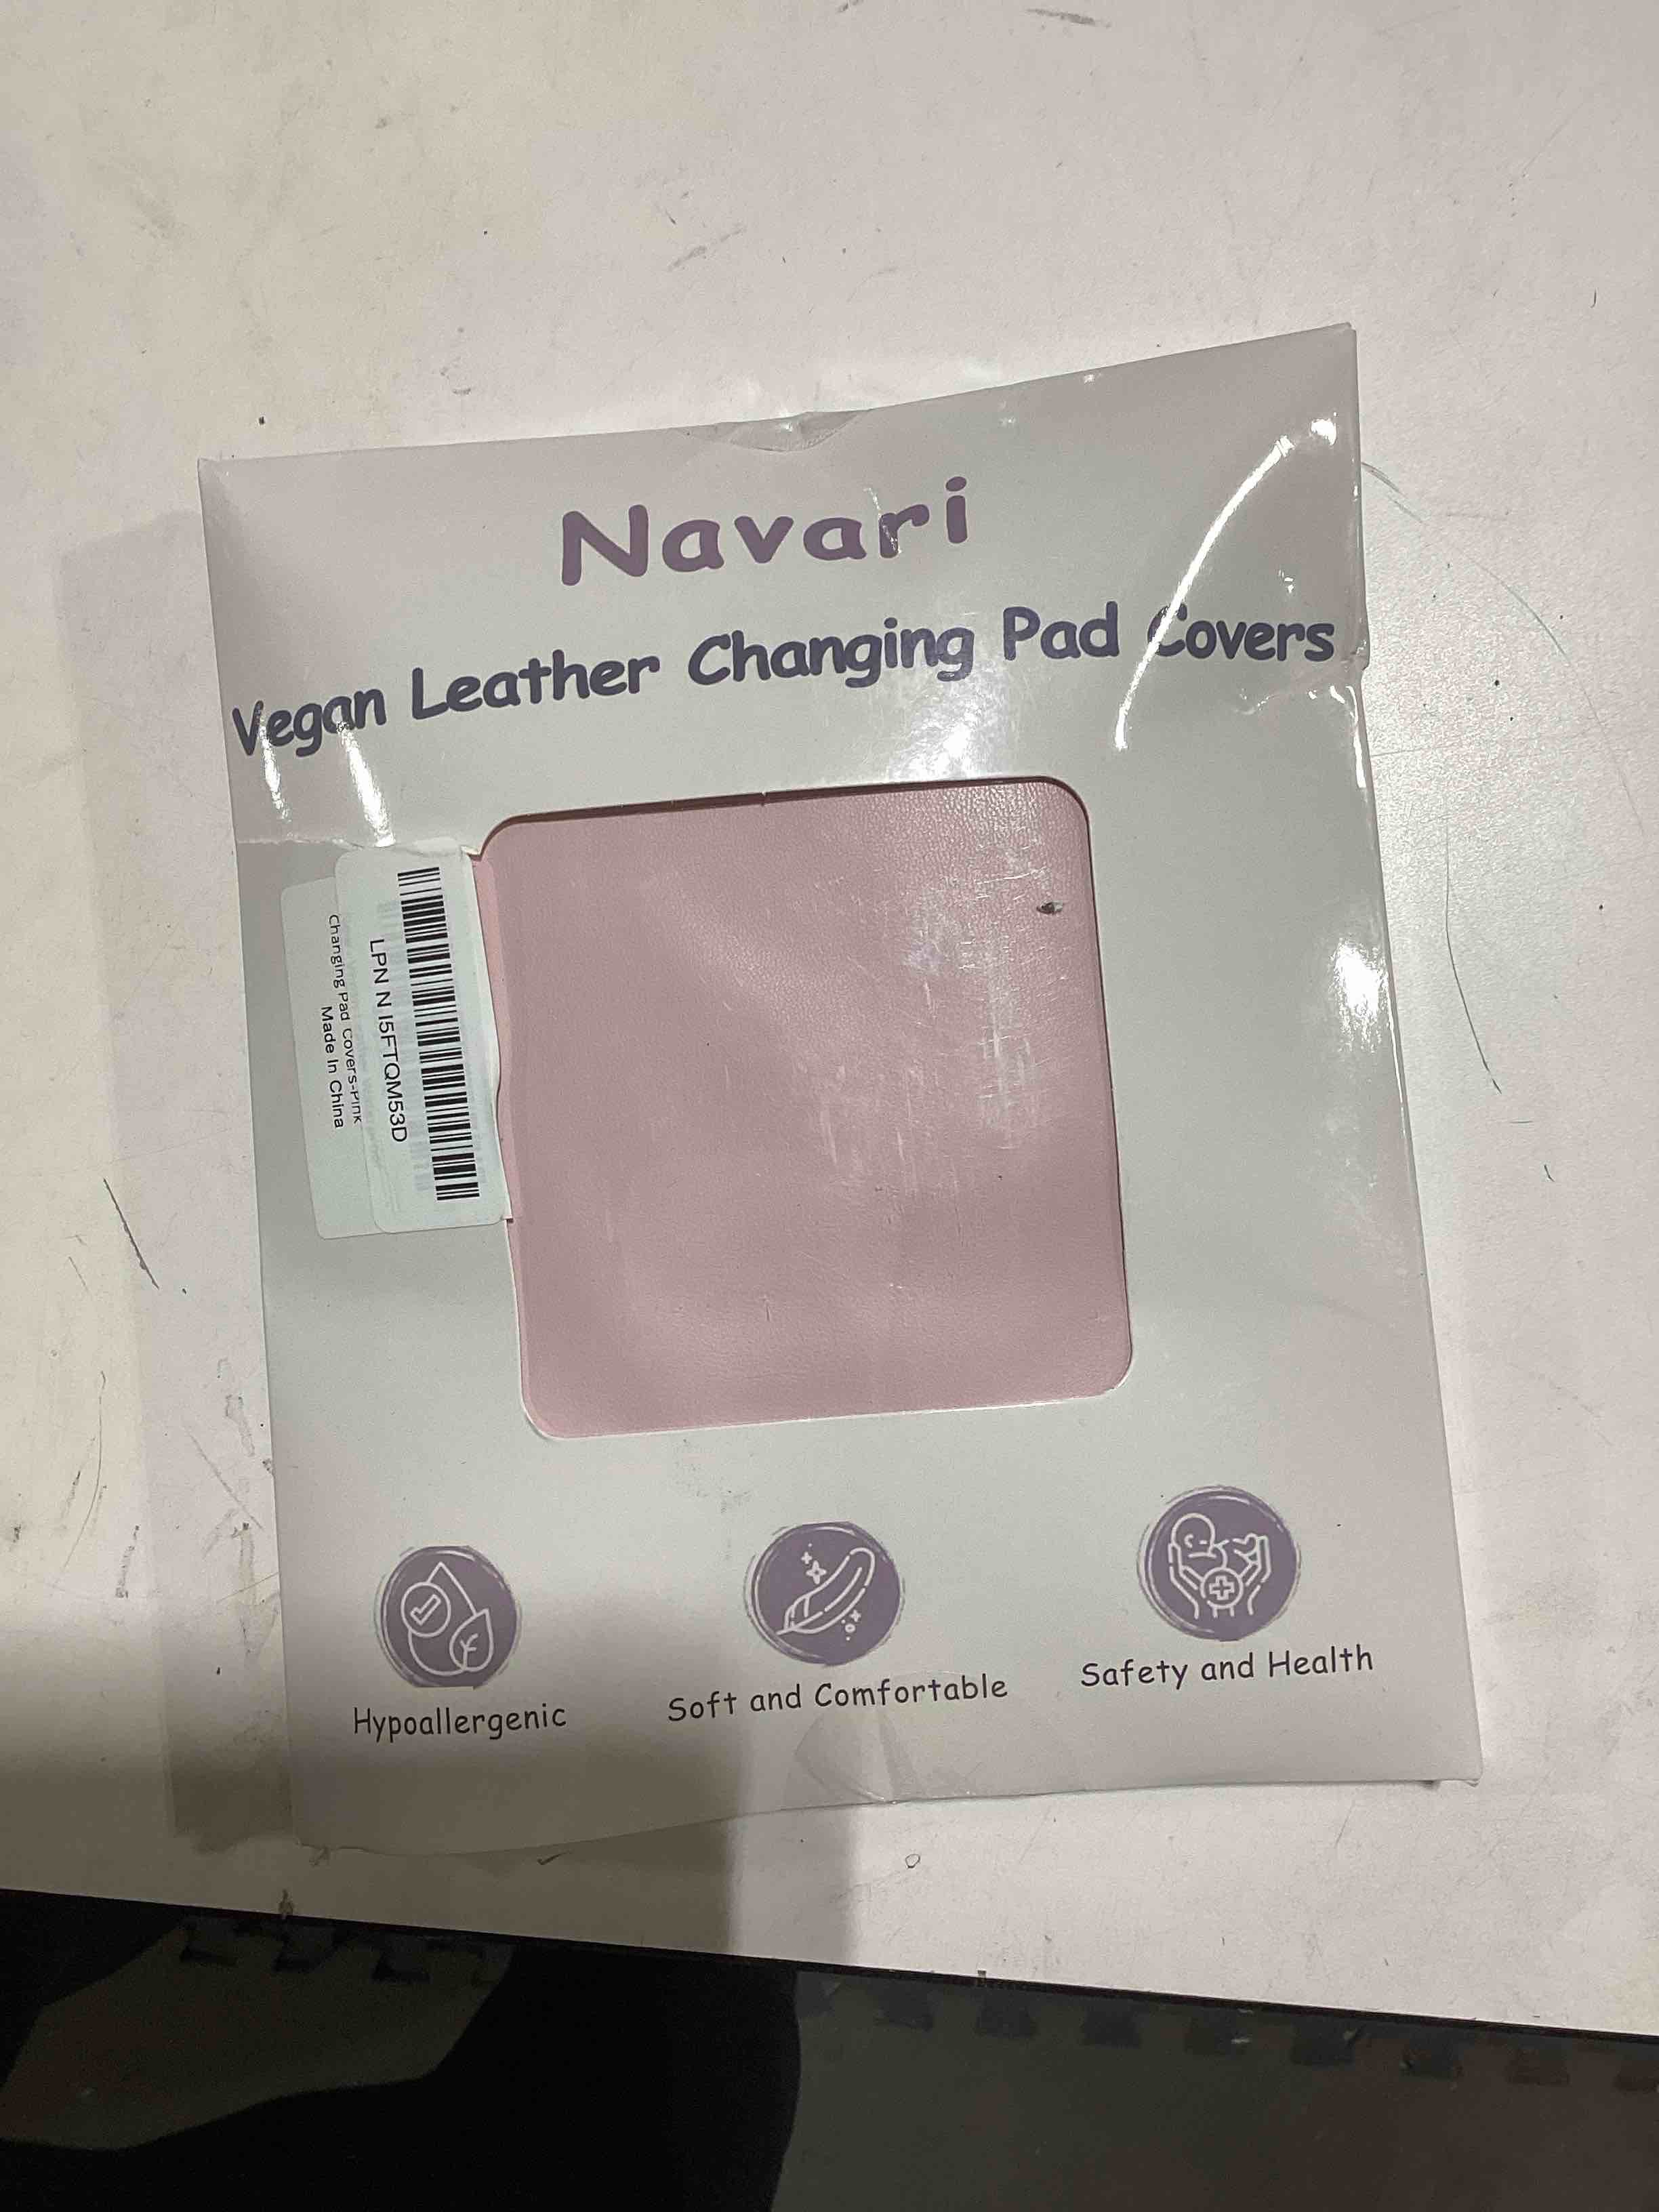 Navari
Vegan Leather Changing Pad Covers
LPN N I5FTQM53D
Changing Pad Covers-Pink
Made In China
Hypoallergenic
Soft and Comfortable
Safety and Health